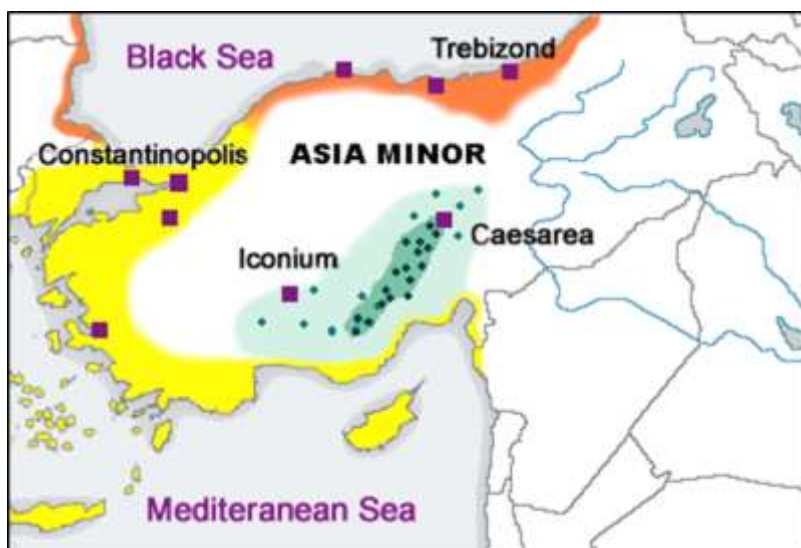 Black Sea
Trebizond
Constantinopolis
ASIA MINOR
Caesarea
Iconium
Mediteranean Sea